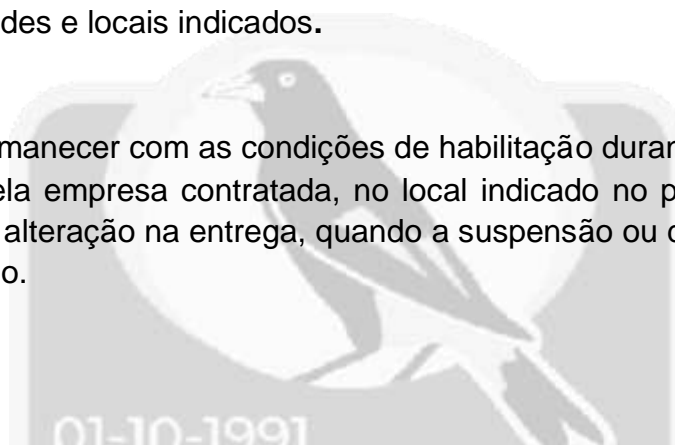 des e locais indicados.
manecer com as condições de habilitação duran
ela empresa contratada, no local indicado no p
alteração na entrega, quando a suspensão ou c
o.
01-10-1991